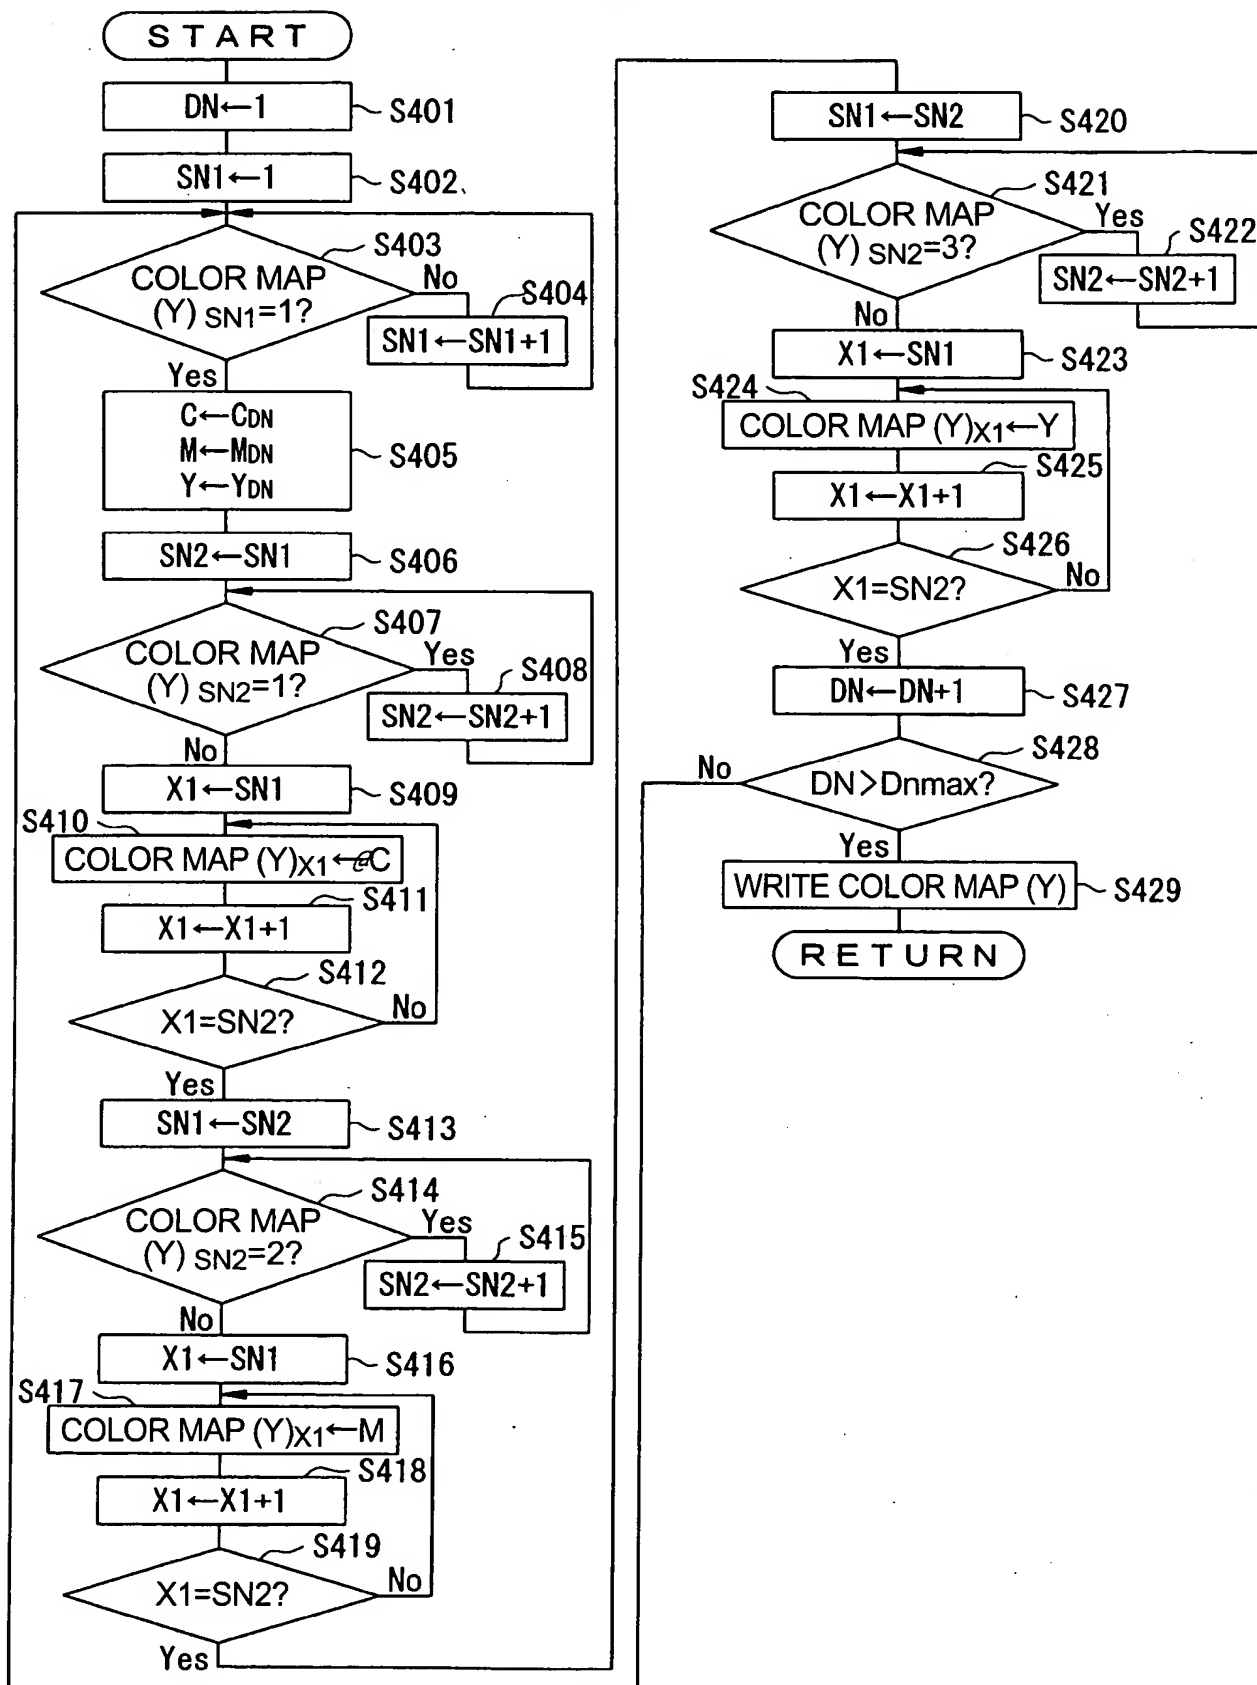 START
DN←1
S401
SN1←1
S402
S403
COLOR MAP
(Y) SN1=1?
No
S404
SN1←SN1+1
Yes
C←CDN
M←MDN
Y←YDN
S405
SN2←SN1
S406
S407
COLOR MAP
(Y) SN2=1?
Yes
S408
SN2←SN2+1
No
X1←SN1
S409
S410
COLOR MAP (Y)X1←@C
S411
X1←X1+1
S412
X1=SN2?
No
Yes
SN1←SN2
S413
S414
COLOR MAP
(Y) SN2=2?
Yes
S415
SN2←SN2+1
No
X1←SN1
S416
S417
COLOR MAP (Y)X1←M
S418
X1←X1+1
S419
X1=SN2?
No
Yes
SN1←SN2
S420
S421
COLOR MAP
(Y) SN2=3?
Yes
S422
SN2←SN2+1
No
X1←SN1
S423
S424
COLOR MAP (Y)X1←Y
S425
X1←X1+1
S426
X1=SN2?
No
Yes
DN←DN+1
S427
S428
DN>Dnmax?
No
Yes
WRITE COLOR MAP (Y)
S429
RETURN